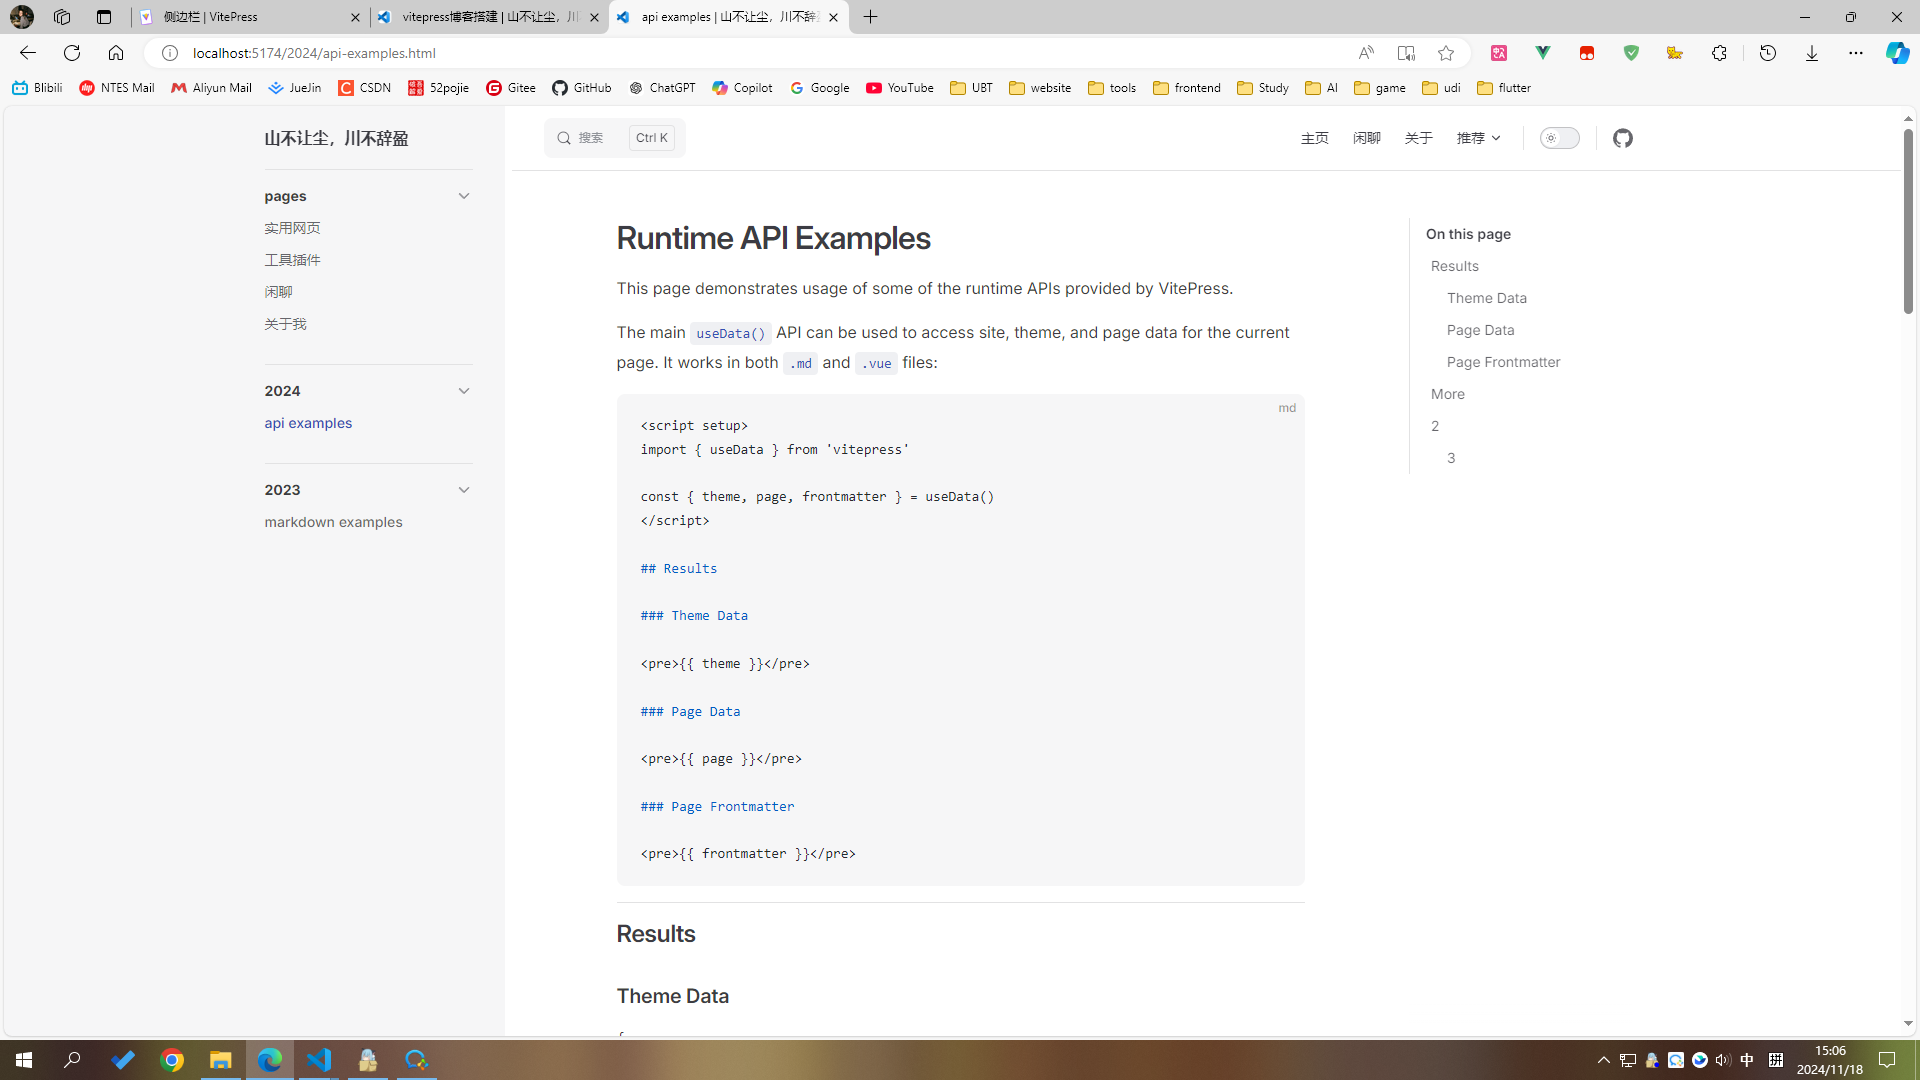 侧边栏 | VitePress
vitepress博客搭建 | 山不让尘，川
api examples | 山不让尘，川不辞
localhost:5174/2024/api-examples.html
Blibili NTES Mail Aliyun Mail JueJin CSDN 52pojie Gitee GitHub ChatGPT Copilot Google YouTube UBT website tools frontend Study AI game udi flutter
山不让尘，川不辞盈
搜索 Ctrl K
主页 闲聊 关于 推荐
pages
实用网页
工具插件
闲聊
关于我
2024
api examples
2023
markdown examples
Runtime API Examples
This page demonstrates usage of some of the runtime APIs provided by VitePress.
The main useData() API can be used to access site, theme, and page data for the current
page. It works in both .md and .vue files:
md
<script setup>
import { useData } from 'vitepress'
const { theme, page, frontmatter } = useData()
</script>
## Results
### Theme Data
<pre>{{ theme }}</pre>
### Page Data
<pre>{{ page }}</pre>
### Page Frontmatter
<pre>{{ frontmatter }}</pre>
Results
Theme Data
{
On this page
Results
Theme Data
Page Data
Page Frontmatter
More
2
3
中
拼
15:06
2024/11/18